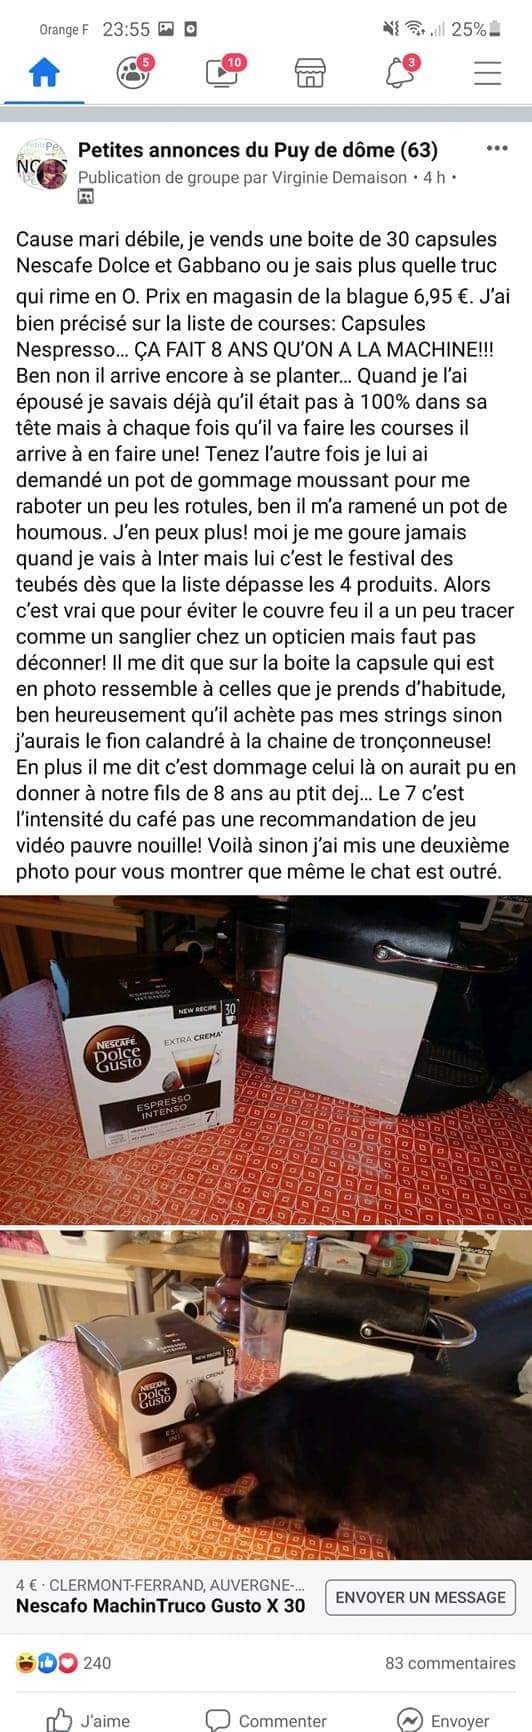 Orange F 23:55 25%
5 10 3
Petites annonces du Puy de dôme (63)
Publication de groupe par Virginie Demaison • 4 h •
Cause mari débile, je vends une boite de 30 capsules
Nescafe Dolce et Gabbano ou je sais plus quelle truc
qui rime en O. Prix en magasin de la blague 6,95 €. J’ai
bien précisé sur la liste de courses: Capsules
Nespresso… ÇA FAIT 8 ANS QU’ON A LA MACHINE!!!
Ben non il arrive encore à se planter… Quand je l’ai
épousé je savais déjà qu’il était pas à 100% dans sa
tête mais à chaque fois qu’il va faire les courses il
arrive à en faire une! Tenez l’autre fois je lui ai
demandé un pot de gommage moussant pour me
raboter un peu les rotules, ben il m’a ramené un pot de
houmous. J’en peux plus! moi je me goure jamais
quand je vais à Inter mais lui c’est le festival des
teubés dès que la liste dépasse les 4 produits. Alors
c’est vrai que pour éviter le couvre feu il a un peu tracer
comme un sanglier chez un opticien mais faut pas
déconner! Il me dit que sur la boite la capsule qui est
en photo ressemble à celles que je prends d’habitude,
ben heureusement qu’il achète pas mes strings sinon
j’aurais le fion calandré à la chaine de tronçonneuse!
En plus il me dit c’est dommage celui là on aurait pu en
donner à notre fils de 8 ans au ptit dej… Le 7 c’est
l’intensité du café pas une recommandation de jeu
vidéo pauvre nouille! Voilà sinon j’ai mis une deuxième
photo pour vous montrer que même le chat est outré.
ESPRESSO
INTENSO
NEW RECIPE 30
NESCAFÉ
Dolce
Gusto
EXTRA CREMA
ESPRESSO
INTENSO
7
ESPRESSO
INTENSO
NEW RECIPE 30
NESCAFÉ
Dolce
Gusto
4 € · CLERMONT-FERRAND, AUVERGNE-…
Nescafo MachinTruco Gusto X 30
ENVOYER UN MESSAGE
240
83 commentaires
J’aime
Commenter
Envoyer